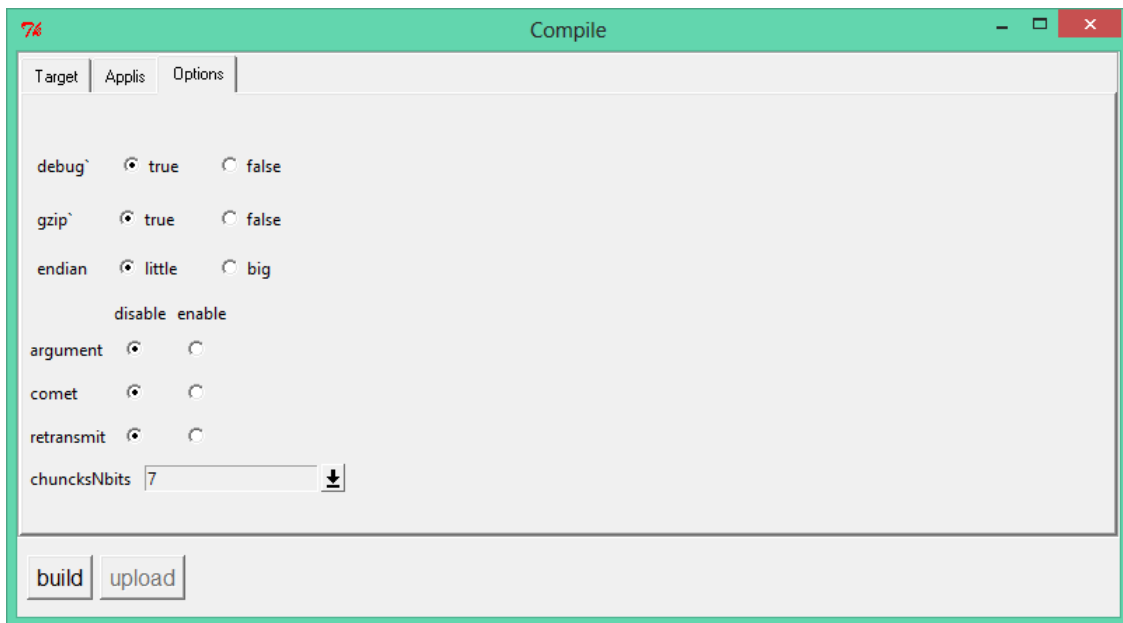 Compile
Target Applis Options
debug` true false
gzip` true false
endian little big
disable enable
argument
comet
retransmit
chuncksNbits 7
build upload